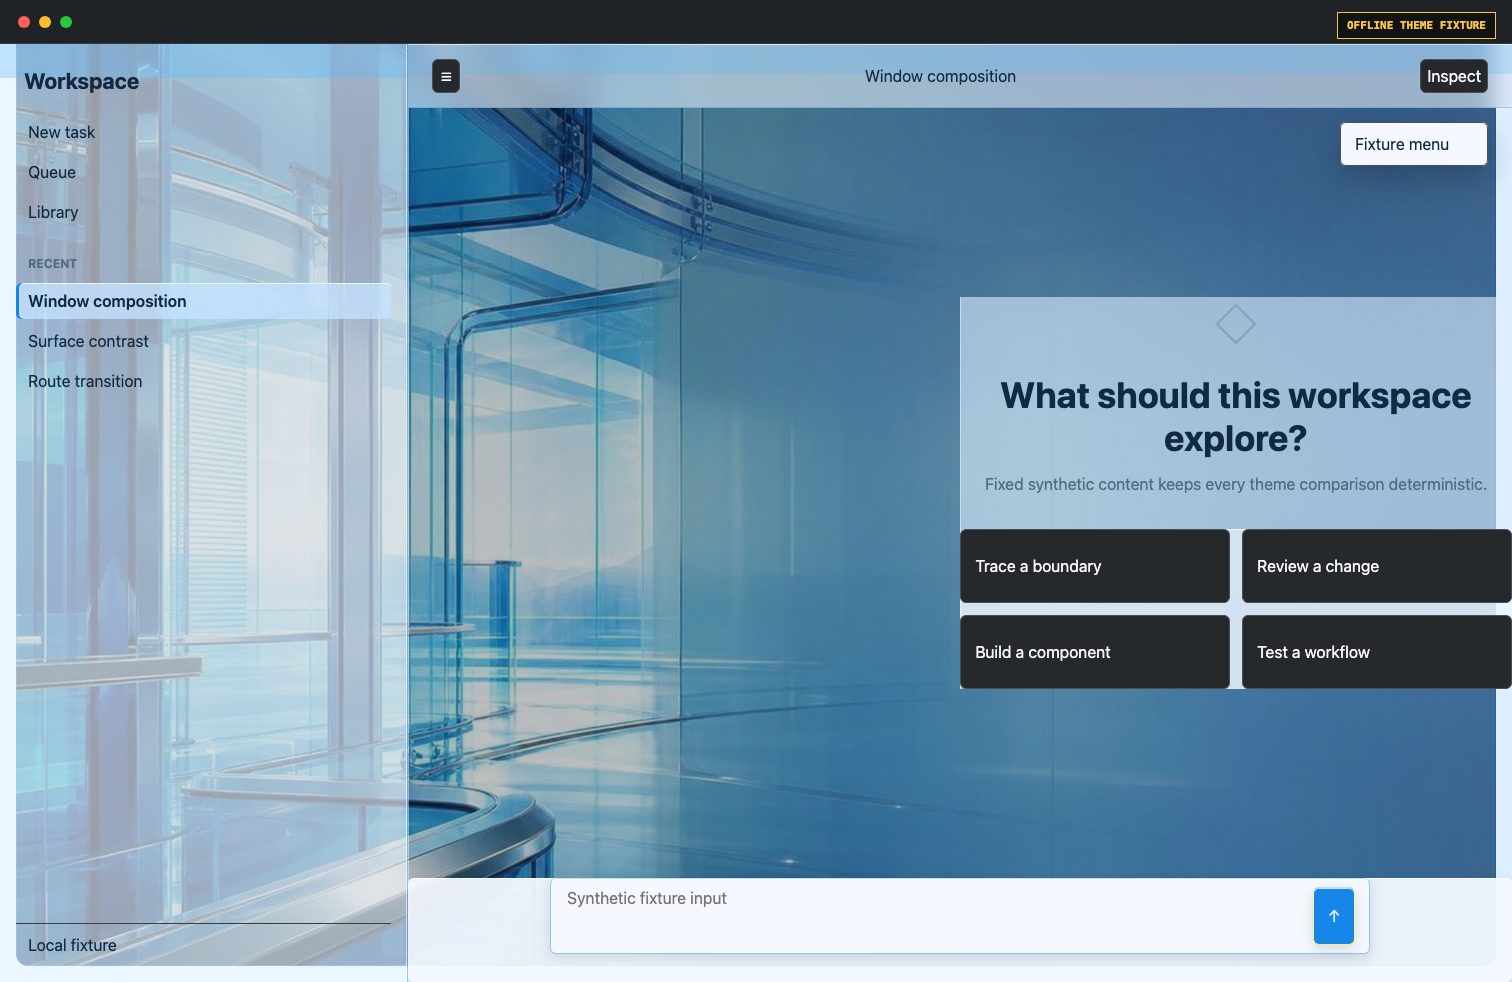 OFFLINE THEME FIXTURE
Workspace
Window composition
Inspect
New task
Queue
Library
RECENT
Window composition
Surface contrast
Route transition
Fixture menu
What should this workspace
explore?
Fixed synthetic content keeps every theme comparison deterministic.
Trace a boundary
Review a change
Build a component
Test a workflow
Synthetic fixture input
Local fixture